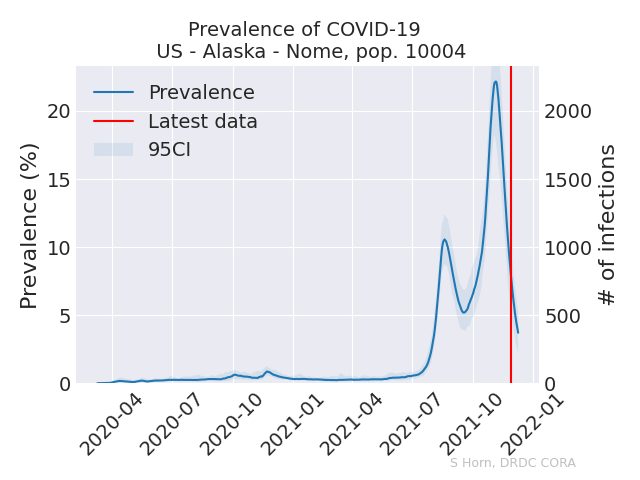 Prevalence of COVID-19
US - Alaska - Nome, pop. 10004
Prevalence
Latest data
95CI
Prevalence (%)
20
15
10
5
0
2000
1500
1000
500
0
# of infections
2020-04
2020-07
2020-10
2021-01
2021-04
2021-07
2021-10
2022-01
S Horn, DRDC CORA